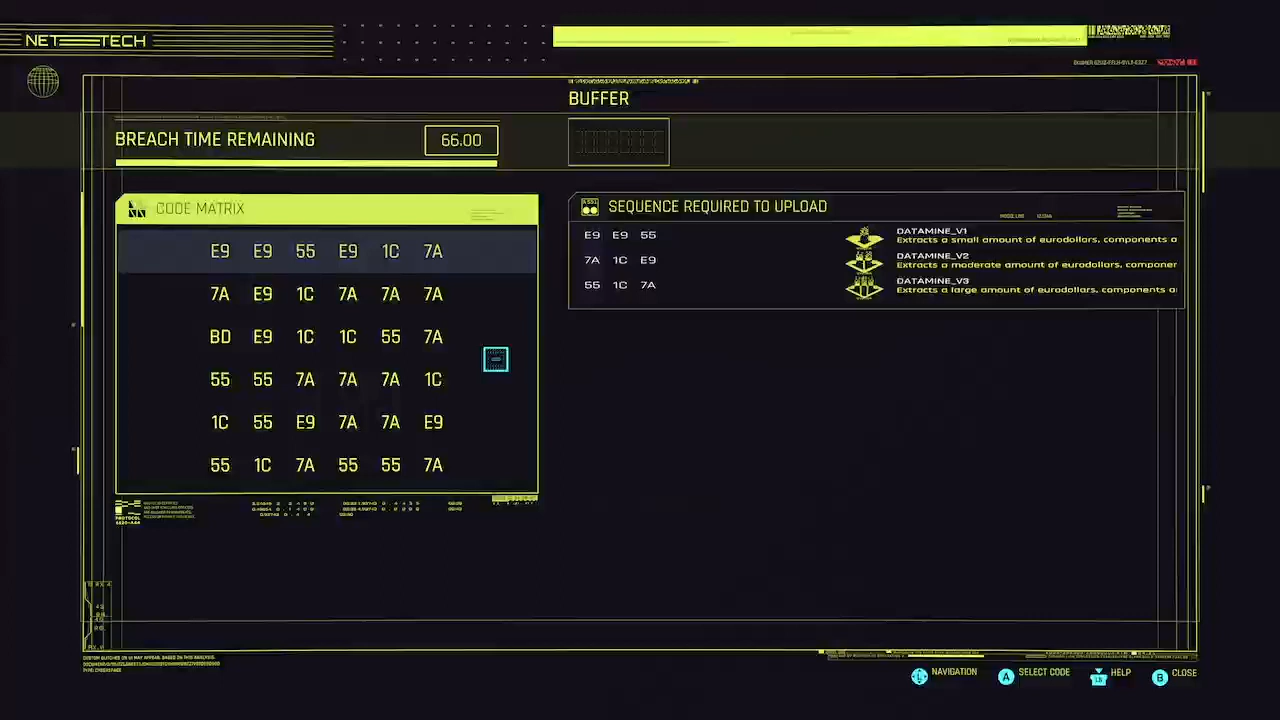 NET TECH
BUFFER
BREACH TIME REMAINING 66.00
CODE MATRIX
E9 E9 55 E9 1C 7A
7A E9 1C 7A 7A 7A
BD E9 1C 1C 55 7A
55 55 7A 7A 7A 1C
1C 55 E9 7A 7A E9
55 1C 7A 55 55 7A
SEQUENCE REQUIRED TO UPLOAD
E9 E9 55
DATAMINE_V1
Extracts a small amount of eurodollars, components a
7A 1C E9
DATAMINE_V2
Extracts a moderate amount of eurodollars, componer
55 1C 7A
DATAMINE_V3
Extracts a large amount of eurodollars, components a
PROTOCOL
NAVIGATION
A SELECT CODE
HELP
B CLOSE